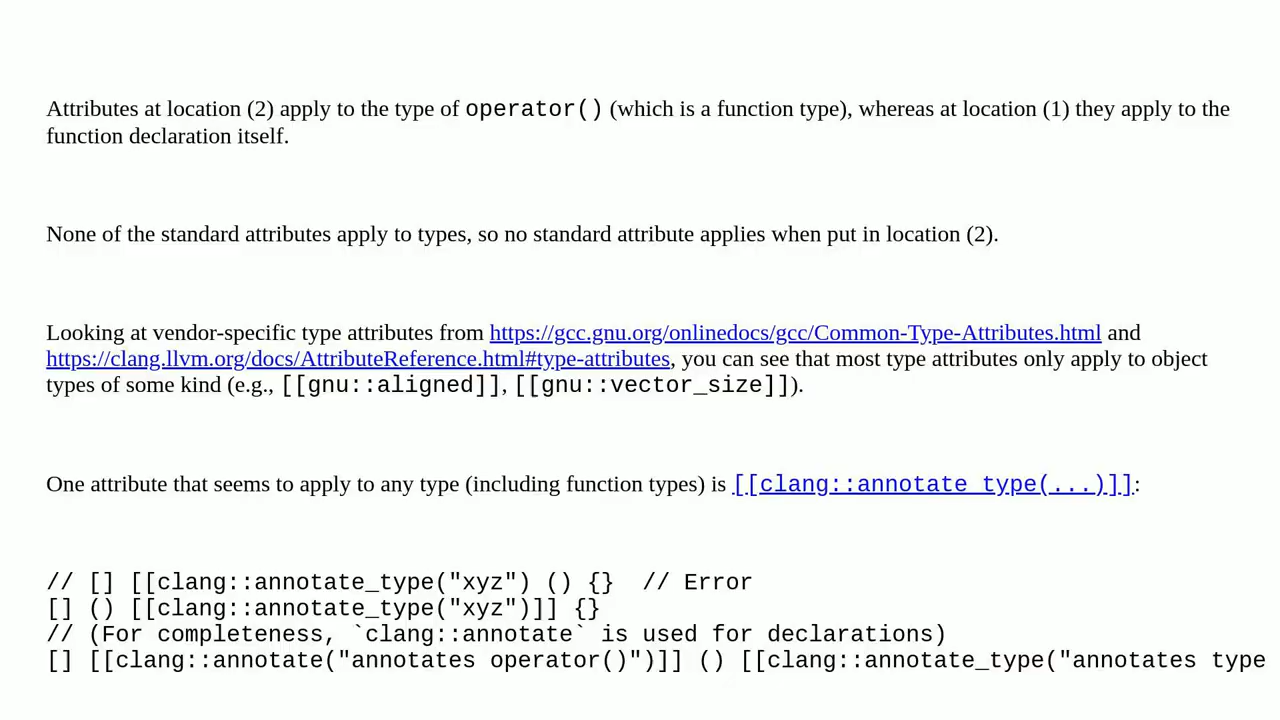 Attributes at location (2) apply to the type of operator() (which is a function type), whereas at location (1) they apply to the
function declaration itself.
None of the standard attributes apply to types, so no standard attribute applies when put in location (2).
Looking at vendor-specific type attributes from https://gcc.gnu.org/onlinedocs/gcc/Common-Type-Attributes.html and
https://clang.llvm.org/docs/AttributeReference.html#type-attributes, you can see that most type attributes only apply to object
types of some kind (e.g., [[gnu::aligned]], [[gnu::vector_size]]).
One attribute that seems to apply to any type (including function types) is [[clang::annotate_type(...)]]:
// [] [[clang::annotate_type("xyz") () {}  // Error
[] () [[clang::annotate_type("xyz")]] {}
// (For completeness, `clang::annotate` is used for declarations)
[] [[clang::annotate("annotates operator()")]] () [[clang::annotate_type("annotates type